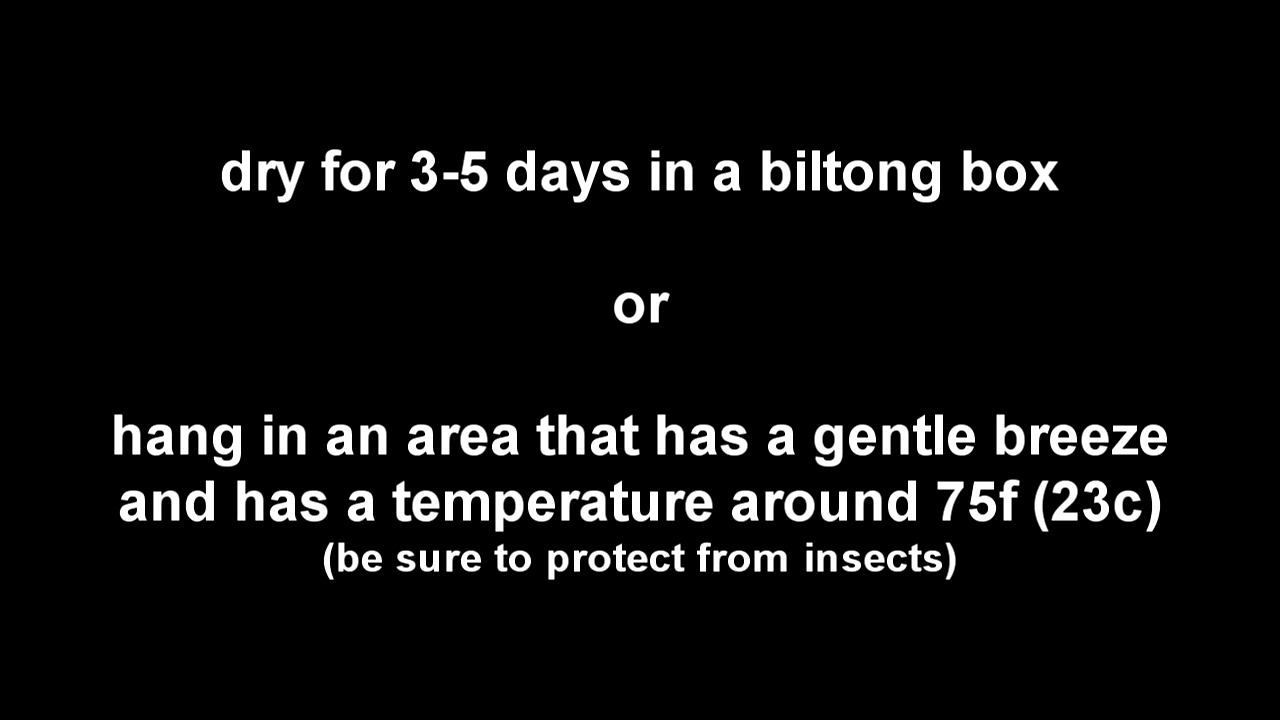 dry for 3-5 days in a biltong box
or
hang in an area that has a gentle breeze
and has a temperature around 75f (23c)
(be sure to protect from insects)